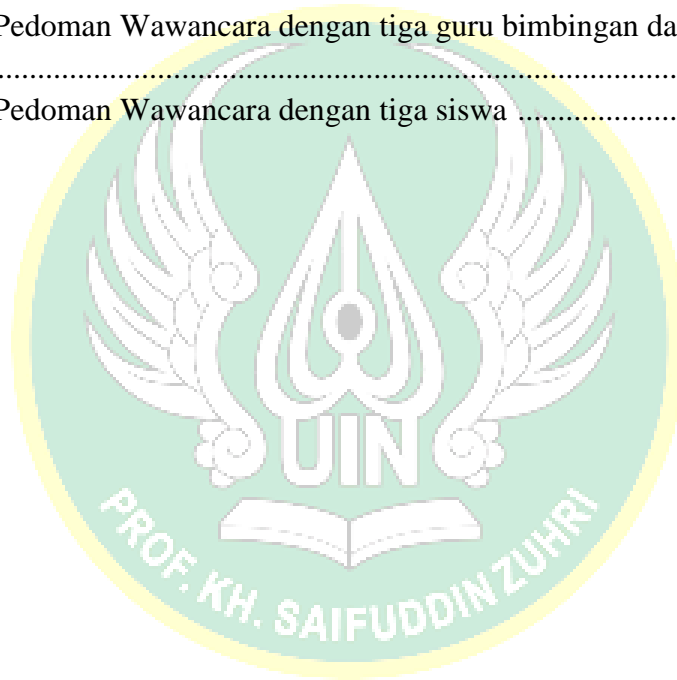 Pedoman Wawancara dengan tiga guru bimbingan da
........................................................................................
Pedoman Wawancara dengan tiga siswa ...................
UIN
PROF. KH. SAIFUDDIN ZUHRI